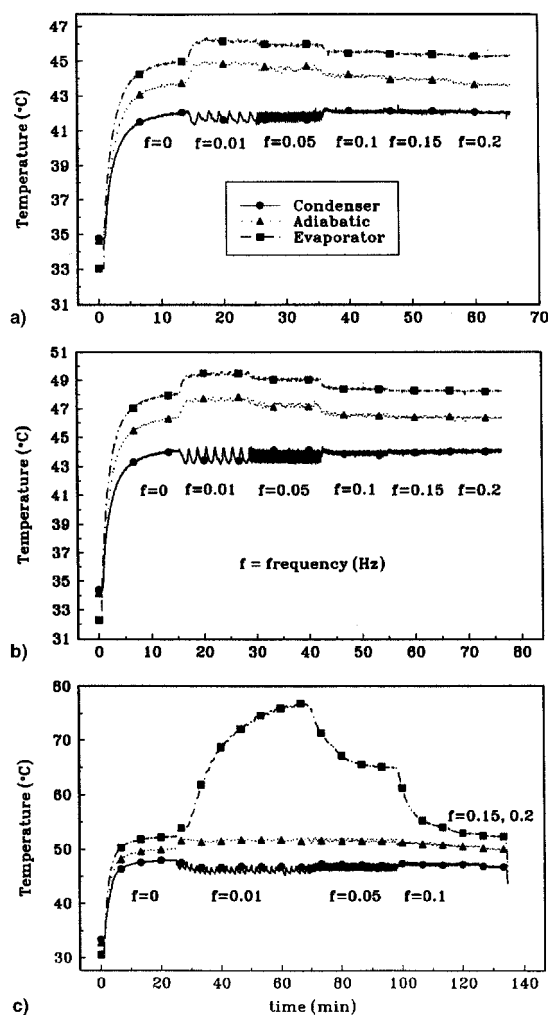 Temperature (°C)
47
45
43
41
39
37
35
33
31
f=0 f=0.01 f=0.05 f=0.1 f=0.15 f=0.2
Condenser
Adiabatic
Evaporator
0 10 20 30 40 50 60 70
a)
Temperature (°C)
51
49
47
45
43
41
39
37
35
33
31
f=0 f=0.01 f=0.05 f=0.1 f=0.15 f=0.2
f = frequency (Hz)
0 10 20 30 40 50 60 70 80
b)
Temperature (°C)
80
70
60
50
40
30
f=0.15, 0.2
f=0 f=0.01 f=0.05 f=0.1
0 20 40 60 80 100 120 140
c)
time (min)